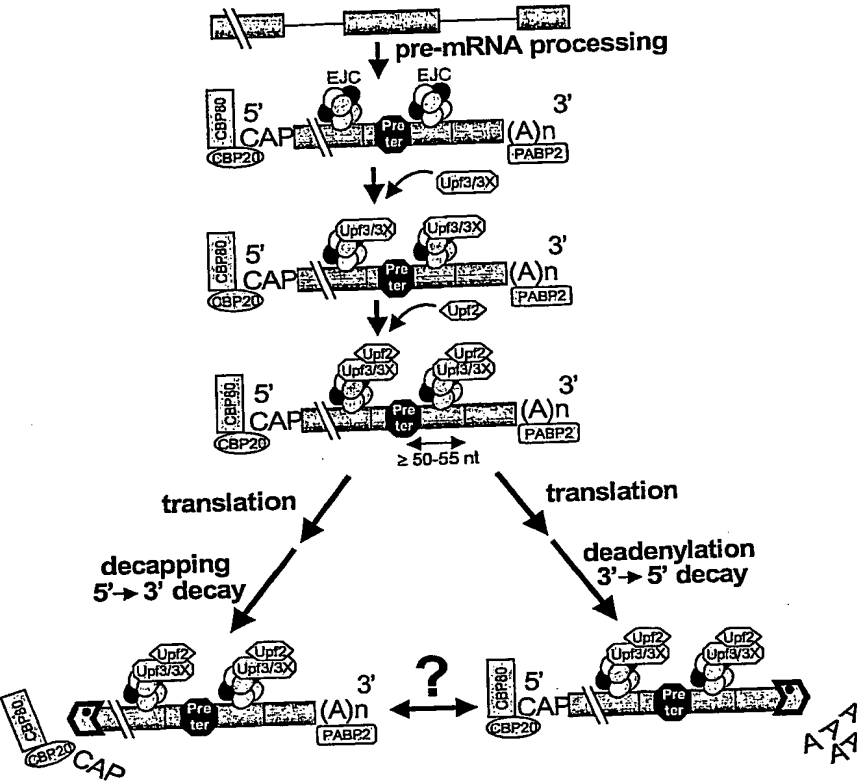 pre-mRNA processing
EJC EJC
CBP80 5' 3'
CAP Pre ter (A)n
CBP20 PABP2
Upf3/3X
Upf3/3X Upf3/3X
CBP80 5' 3'
CAP Pre ter (A)n
CBP20 PABP2
Upf2
Upf2 Upf2
Upf3/3X Upf3/3X
CBP80 5' 3'
CAP Pre ter (A)n
CBP20 PABP2
≥ 50-55 nt
translation translation
decapping deadenylation
5'→ 3' decay 3'→ 5' decay
Upf2 Upf2 Upf2 Upf2
Upf3/3X Upf3/3X ? Upf3/3X Upf3/3X
CBP80 3' CBP80 5'
Pre ter (A)n CAP Pre ter
CBP20 CAP PABP2 CBP20 A A A A A